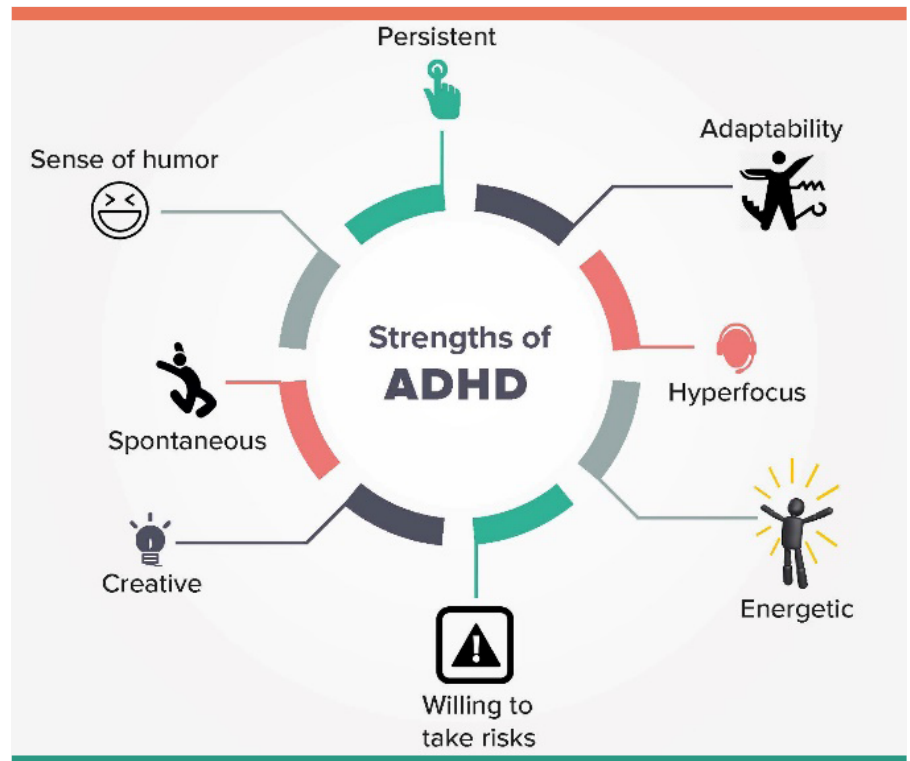 Persistent
Adaptability
Sense of humor
Strengths of
ADHD
Hyperfocus
Spontaneous
Creative
Energetic
Willing to
take risks